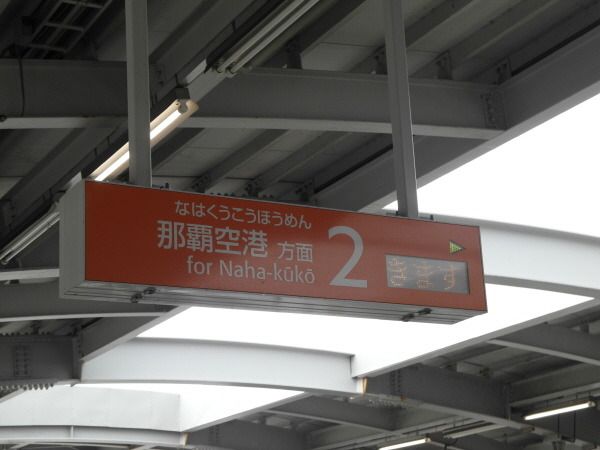 なはくうこうほうめん
那覇空港 方面
for Naha-kūkō
2